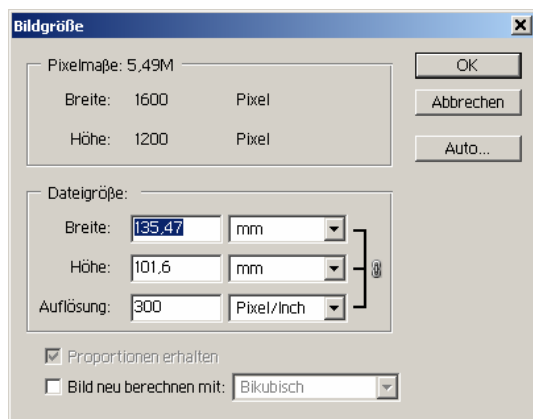 Bildgröße
Pixelmaße: 5,49M
Breite: 1600 Pixel
Höhe: 1200 Pixel
OK
Abbrechen
Auto...
Dateigröße:
Breite: 135,47 mm
Höhe: 101,6 mm
Auflösung: 300 Pixel/Inch
Proportionen erhalten
Bild neu berechnen mit: Bikubisch